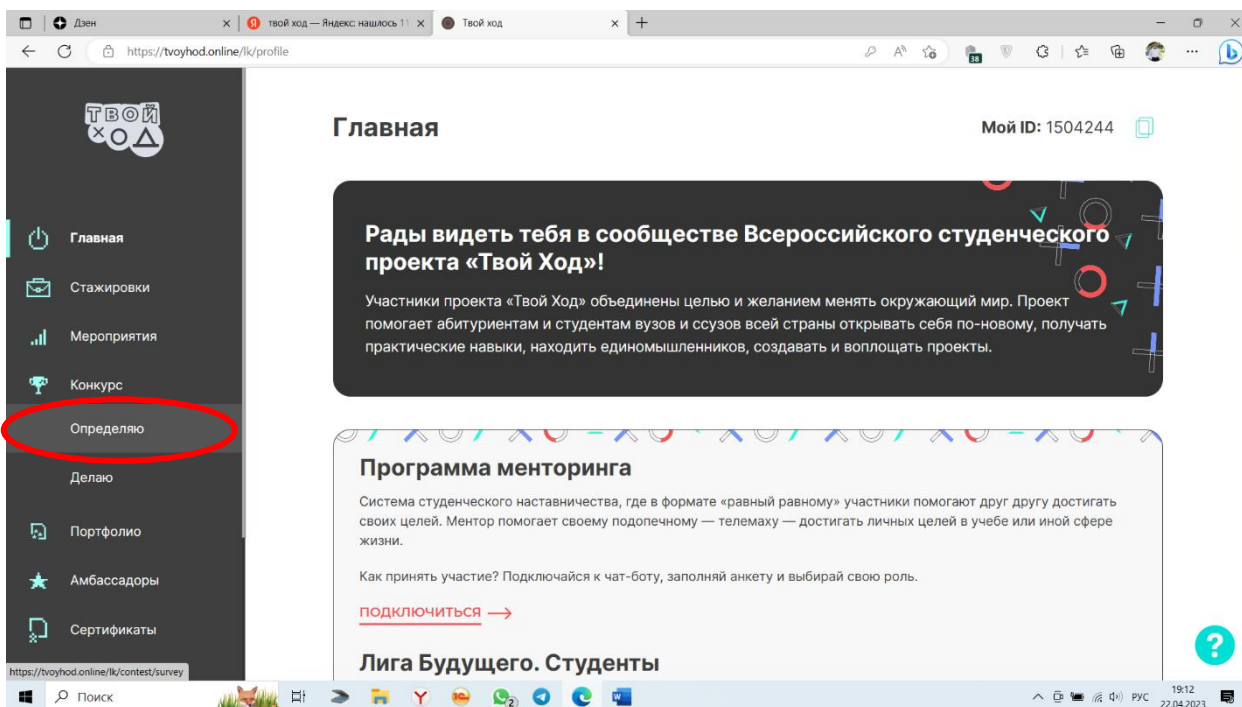 Дзен
твой ход — Яндекс: нашлось 11
Твой ход
https://tvoyhod.online/lk/profile
38
ТВОЙ
ХОД
Главная
Мой ID: 1504244
Рады видеть тебя в сообществе Всероссийского студенческого
проекта «Твой Ход»!
Участники проекта «Твой Ход» объединены целью и желанием менять окружающий мир. Проект
помогает абитуриентам и студентам вузов и ссузов всей страны открывать себя по-новому, получать
практические навыки, находить единомышленников, создавать и воплощать проекты.
Главная
Стажировки
Мероприятия
Конкурс
Определяю
Делаю
Портфолио
Амбассадоры
Сертификаты
Программа менторинга
Система студенческого наставничества, где в формате «равный равному» участники помогают друг другу достигать
своих целей. Ментор помогает своему подопечному — телемаху — достигать личных целей в учебе или иной сфере
жизни.
Как принять участие? Подключайся к чат-боту, заполняй анкету и выбирай свою роль.
ПОДКЛЮЧИТЬСЯ
Лига Будущего. Студенты
?
https://tvoyhod.online/lk/contest/survey
Поиск
2
РУС
19:12
22.04.2023